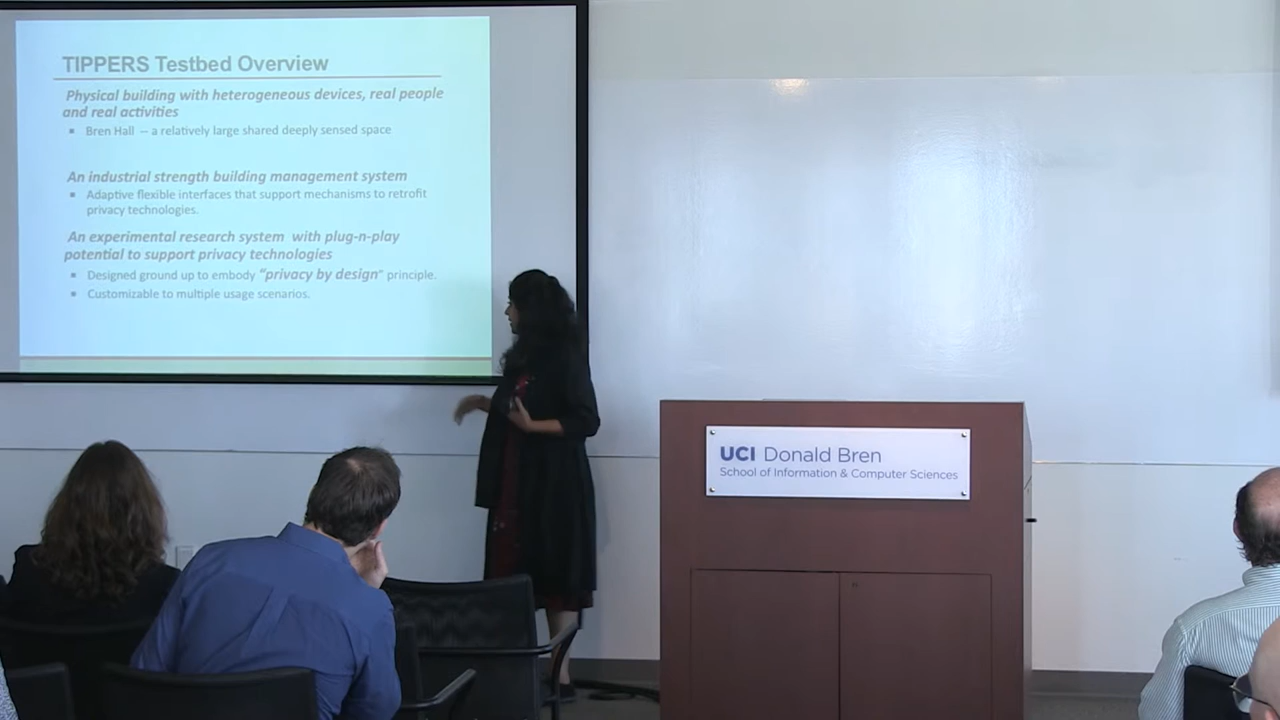 TIPPERS Testbed Overview
Physical building with heterogeneous devices, real people
and real activities
▪ Bren Hall – a relatively large shared deeply sensed space
An industrial strength building management system
▪ Adaptive flexible interfaces that support mechanisms to retrofit
privacy technologies.
An experimental research system with plug-n-play
potential to support privacy technologies
▪ Designed ground up to embody “privacy by design” principle.
▪ Customizable to multiple usage scenarios.
UCI Donald Bren
School of Information & Computer Sciences